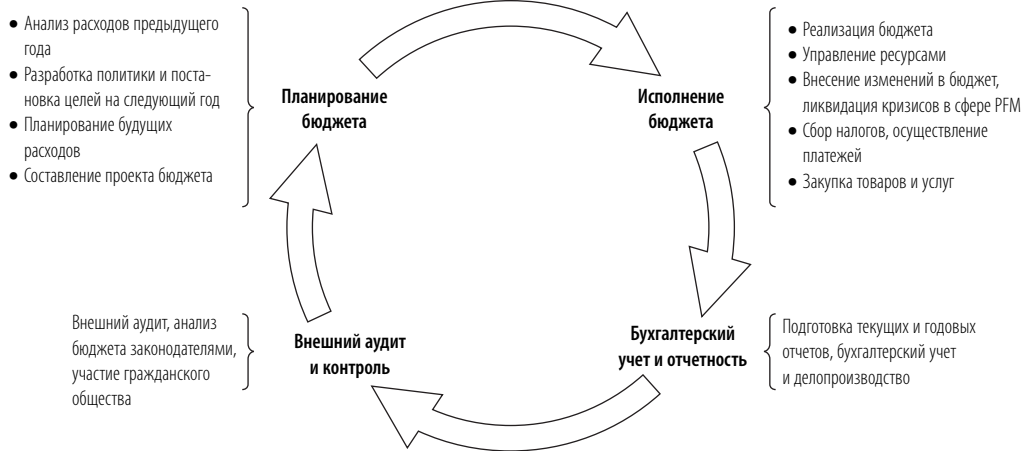 ● Анализ расходов предыдущего
года
● Разработка политики и поста-
новка целей на следующий год
● Планирование будущих
расходов
● Составление проекта бюджета
Планирование
бюджета
Исполнение
бюджета
● Реализация бюджета
● Управление ресурсами
● Внесение изменений в бюджет,
ликвидация кризисов в сфере PFM
● Сбор налогов, осуществление
платежей
● Закупка товаров и услуг
Внешний аудит, анализ
бюджета законодателями,
участие гражданского
общества
Внешний аудит
и контроль
Бухгалтерский
учет и отчетность
Подготовка текущих и годовых
отчетов, бухгалтерский учет
и делопроизводство